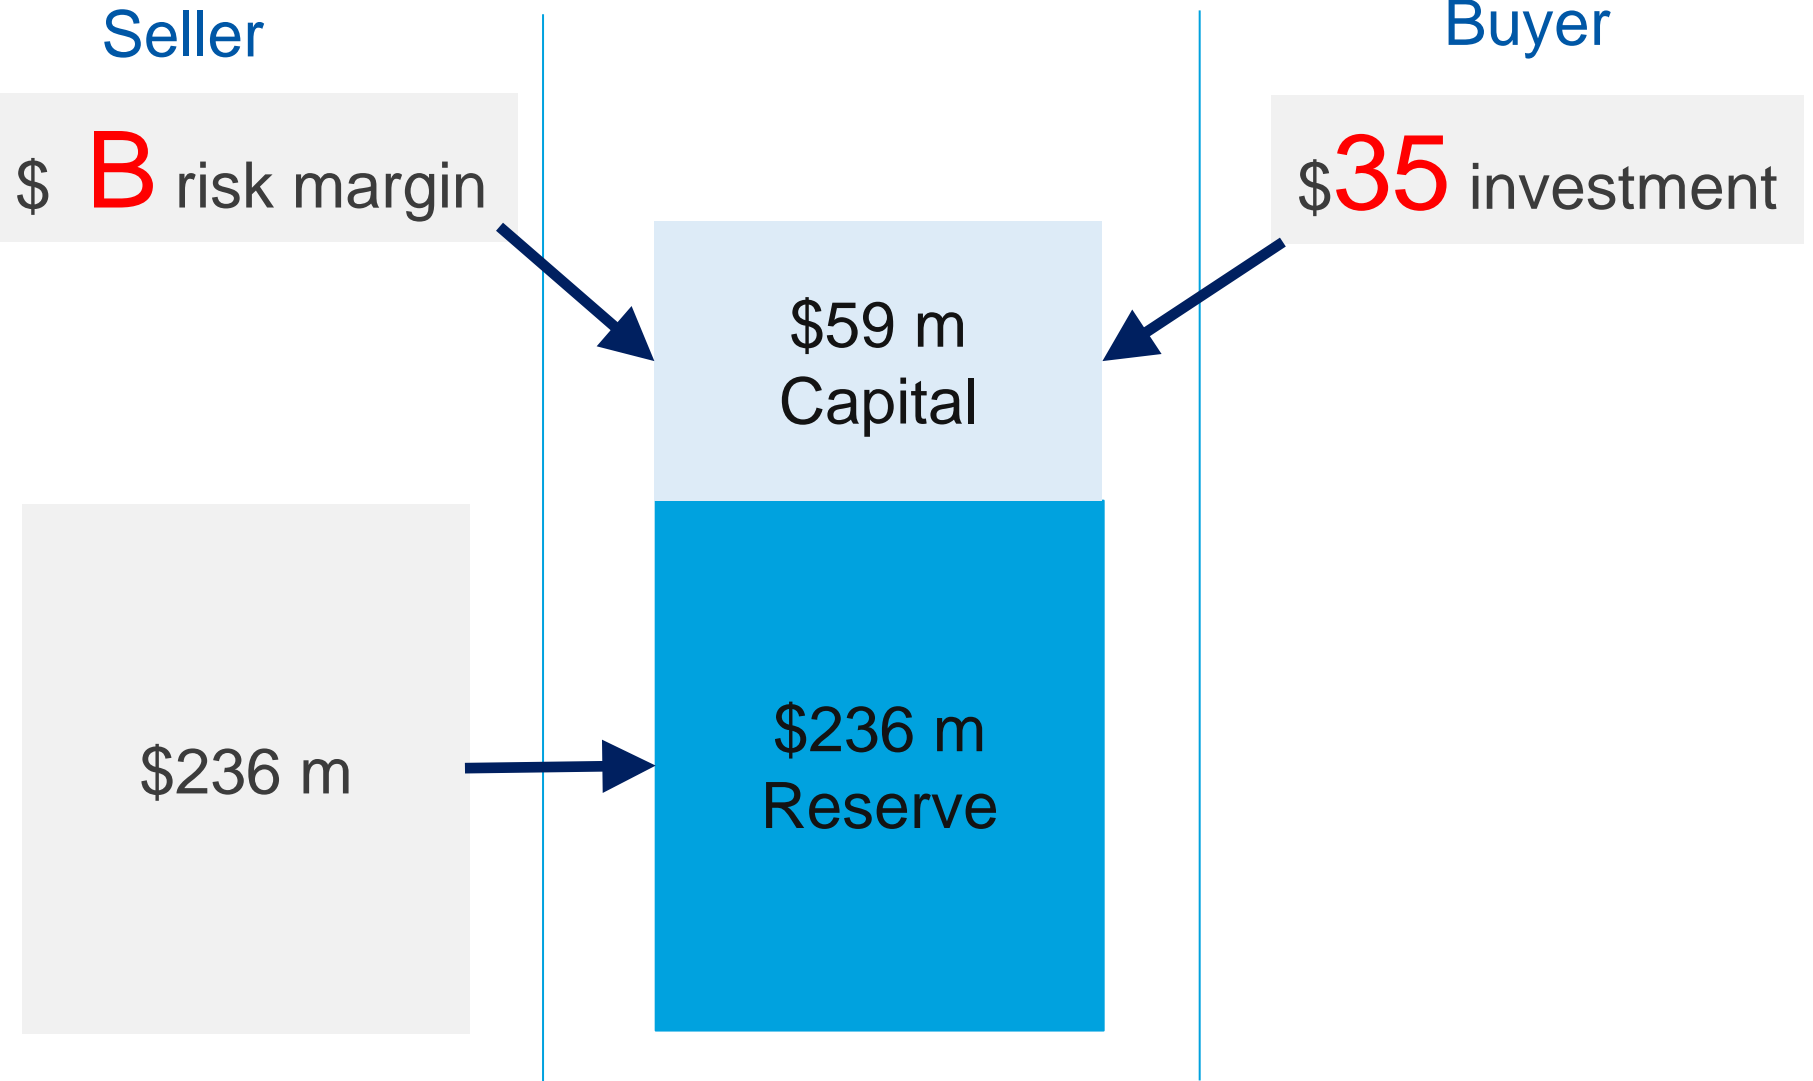 Seller
Buyer
$ B risk margin
$35 investment
$59 m
Capital
$236 m
$236 m
Reserve